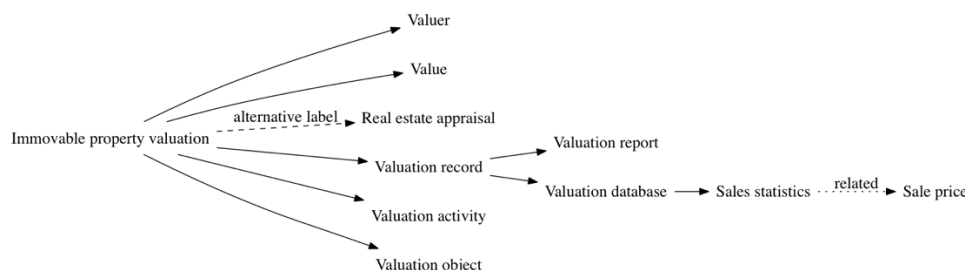 Valuer
Value
alternative label
Real estate appraisal
Immovable property valuation
Valuation report
Valuation record
Valuation database
Sales statistics
related
Sale price
Valuation activity
Valuation object